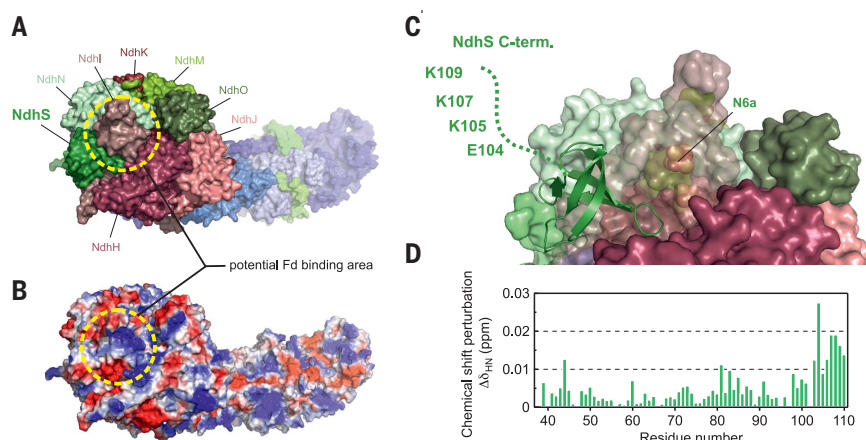 A
NdhK
NdhI
NdhM
NdhN
NdhO
NdhS
NdhJ
NdhH
potential Fd binding area
B
C
NdhS C-term.
K109
K107
K105
E104
N6a
D
Chemical shift perturbation
Δδ̃HN (ppm)
0.03
0.02
0.01
0
40 50 60 70 80 90 100 110
Residue number